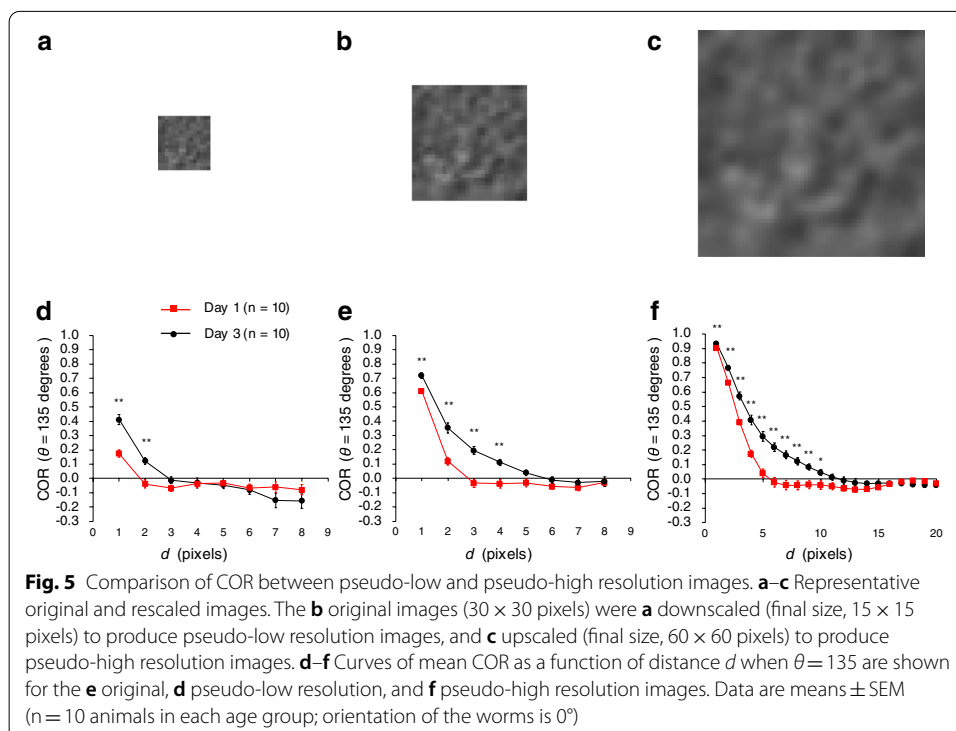 a
b
c
d
Day 1 (n = 10)
Day 3 (n = 10)
COR (θ = 135 degrees )
1.0
0.9
0.8
0.7
0.6
0.5
0.4
0.3
0.2
0.1
0.0
-0.1
-0.2
-0.3
**
**
0 1 2 3 4 5 6 7 8 9
d (pixels)
e
COR (θ = 135 degrees )
1.0
0.9
0.8
0.7
0.6
0.5
0.4
0.3
0.2
0.1
0.0
-0.1
-0.2
-0.3
**
**
**
**
0 1 2 3 4 5 6 7 8 9
d (pixels)
f
COR (θ = 135 degrees )
1.0
0.9
0.8
0.7
0.6
0.5
0.4
0.3
0.2
0.1
0.0
-0.1
-0.2
-0.3
**
**
**
**
**
**
**
**
**
*
0 5 10 15 20
d (pixels)
Fig. 5 Comparison of COR between pseudo-low and pseudo-high resolution images. a–c Representative
original and rescaled images. The b original images (30 × 30 pixels) were a downscaled (final size, 15 × 15
pixels) to produce pseudo-low resolution images, and c upscaled (final size, 60 × 60 pixels) to produce
pseudo-high resolution images. d–f Curves of mean COR as a function of distance d when θ = 135 are shown
for the e original, d pseudo-low resolution, and f pseudo-high resolution images. Data are means ± SEM
(n = 10 animals in each age group; orientation of the worms is 0°)